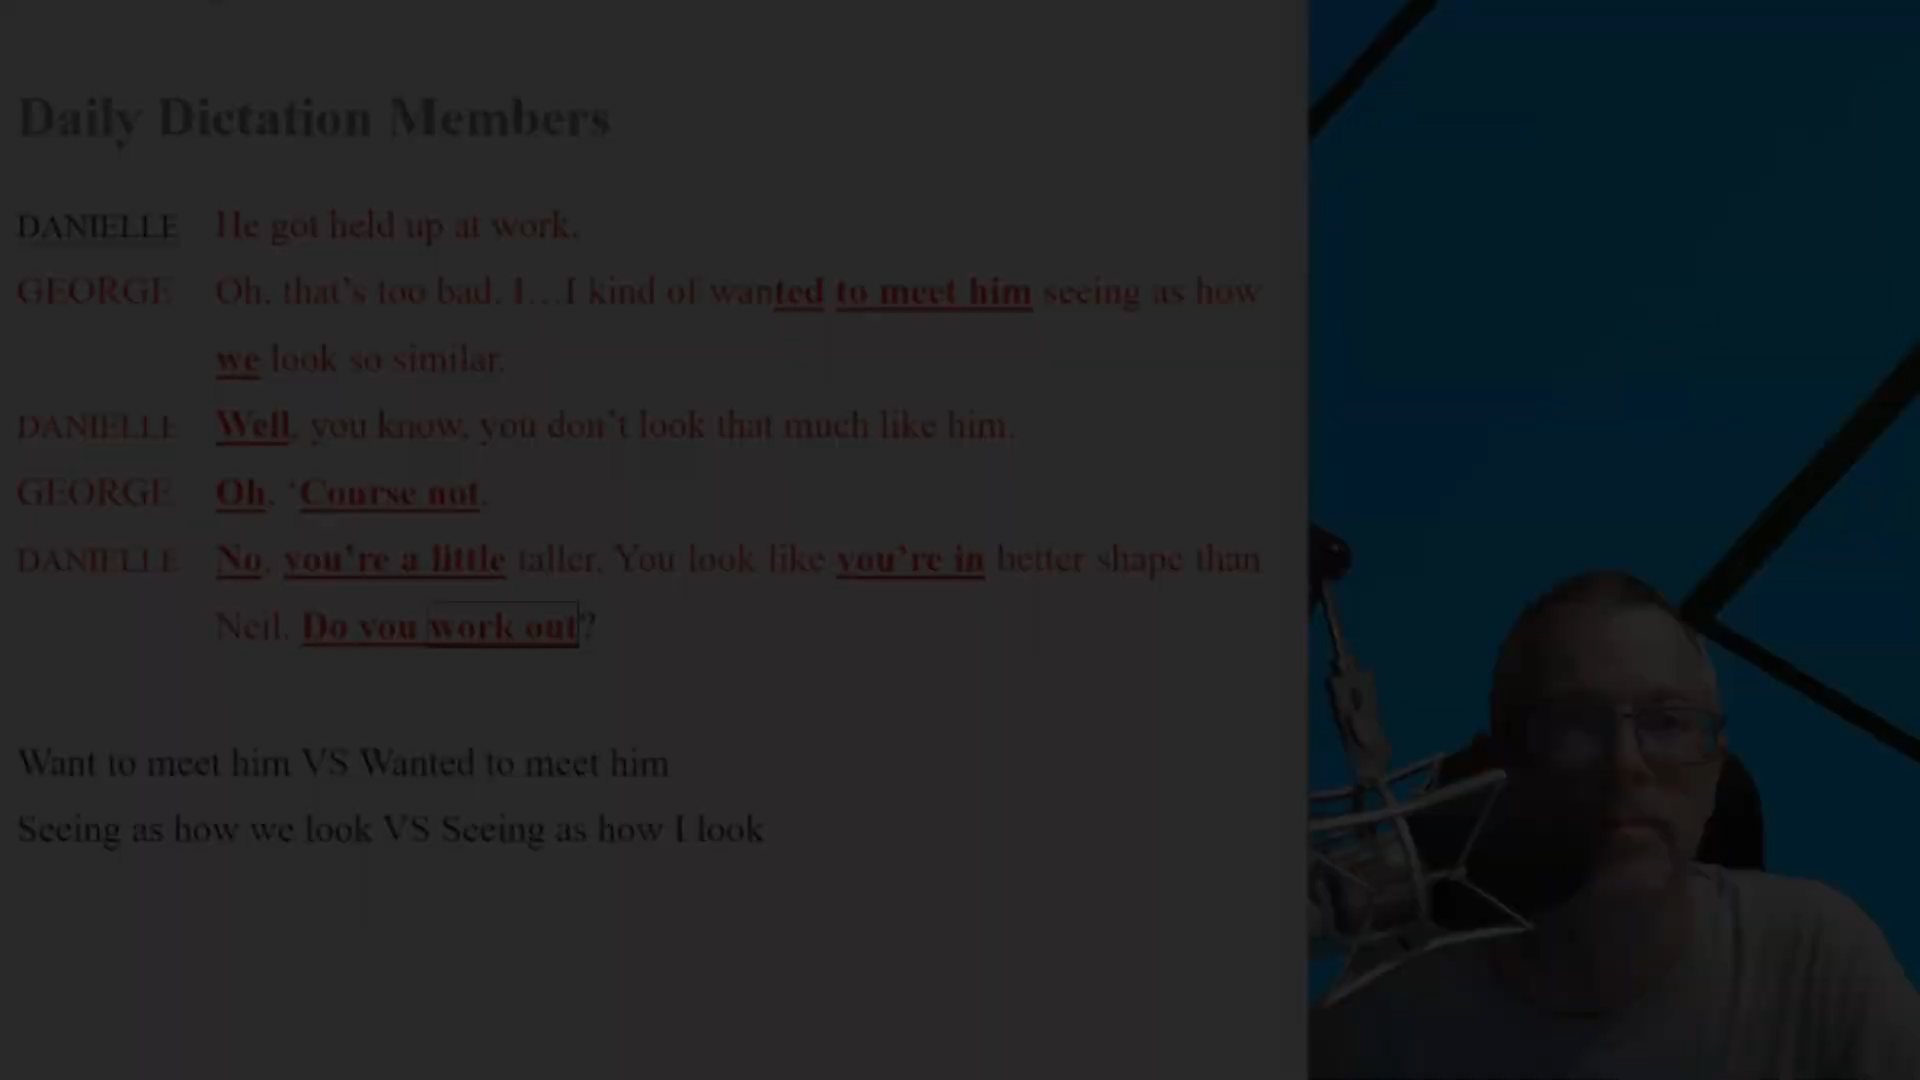 Daily Dictation Members
DANIELLE He got held up at work.
GEORGE Oh, that's too bad. I…I kind of wanted to meet him seeing as how
we look so similar.
DANIELLE Well, you know, you don't look that much like him.
GEORGE Oh, 'Course not.
DANIELLE No, you're a little taller. You look like you're in better shape than
Neil. Do you work out?
Want to meet him VS Wanted to meet him
Seeing as how we look VS Seeing as how I look